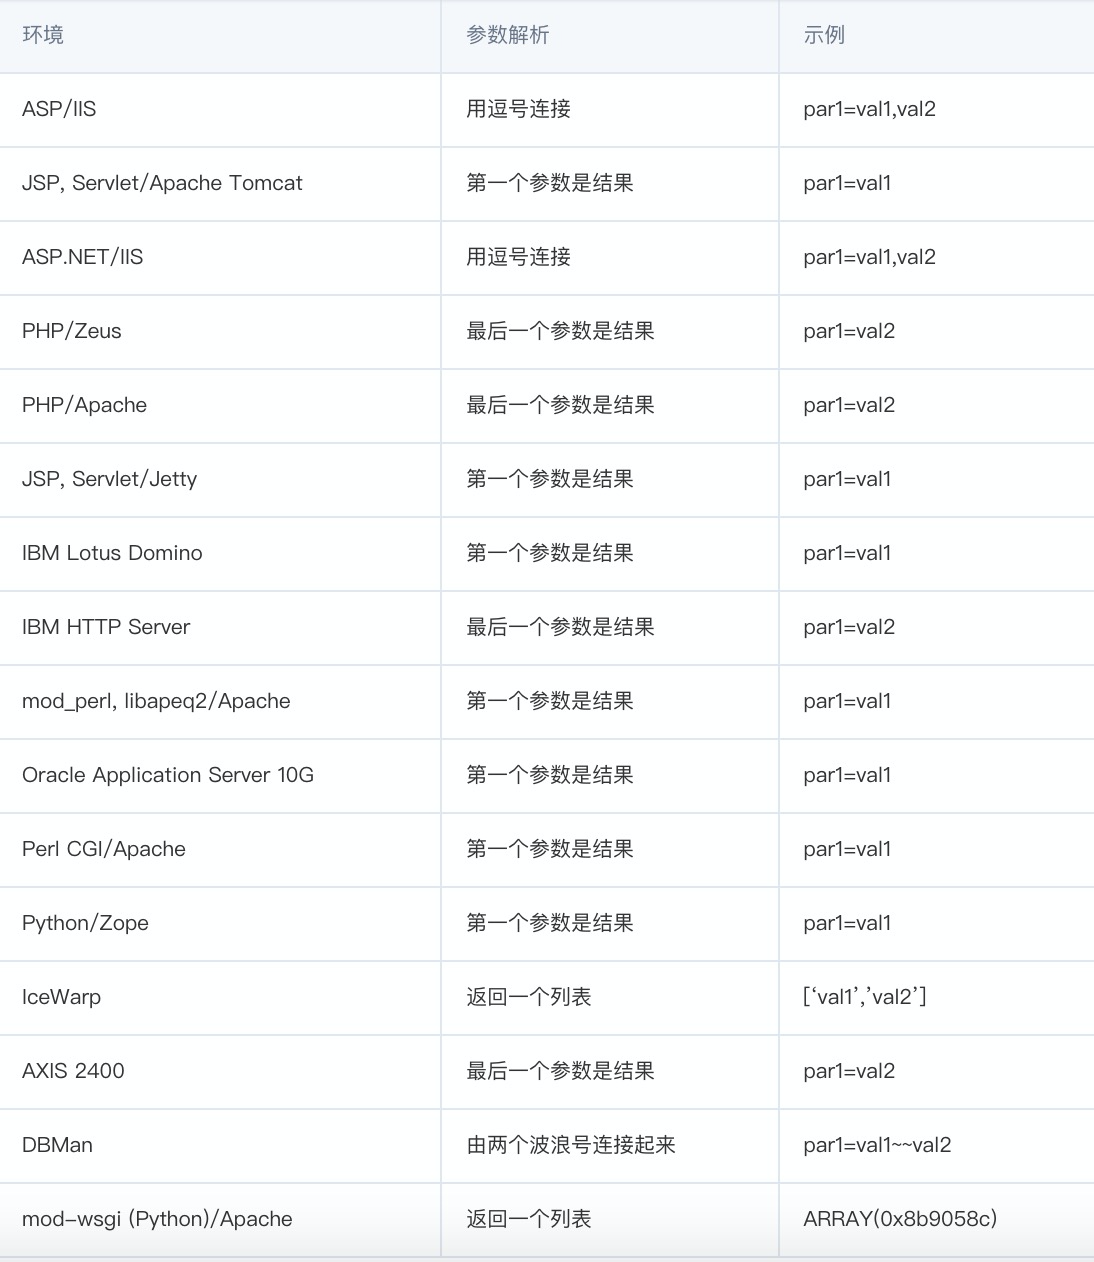 环境 参数解析 示例
ASP/IIS 用逗号连接 par1=val1,val2
JSP, Servlet/Apache Tomcat 第一个参数是结果 par1=val1
ASP.NET/IIS 用逗号连接 par1=val1,val2
PHP/Zeus 最后一个参数是结果 par1=val2
PHP/Apache 最后一个参数是结果 par1=val2
JSP, Servlet/Jetty 第一个参数是结果 par1=val1
IBM Lotus Domino 第一个参数是结果 par1=val1
IBM HTTP Server 最后一个参数是结果 par1=val2
mod_perl, libapeq2/Apache 第一个参数是结果 par1=val1
Oracle Application Server 10G 第一个参数是结果 par1=val1
Perl CGI/Apache 第一个参数是结果 par1=val1
Python/Zope 第一个参数是结果 par1=val1
IceWarp 返回一个列表 [‘val1’,’val2’]
AXIS 2400 最后一个参数是结果 par1=val2
DBMan 由两个波浪号连接起来 par1=val1~~val2
mod-wsgi (Python)/Apache 返回一个列表 ARRAY(0x8b9058c)